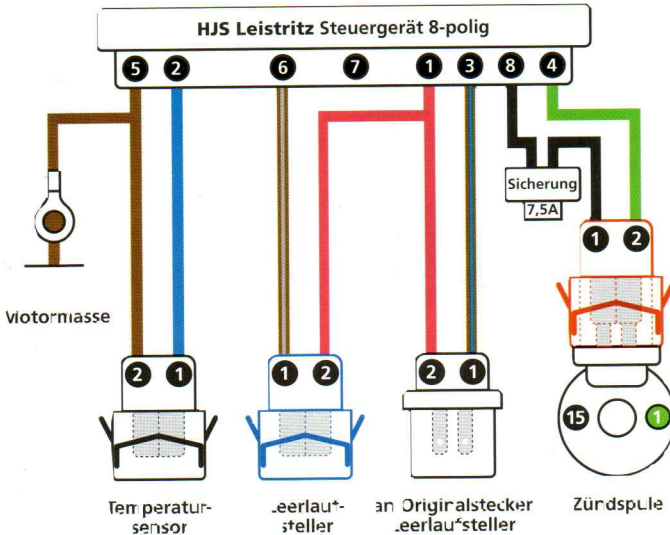 HJS Leistritz Steuergerät 8-polig
5 2 6 7 1 3 8 4
Sicherung
7,5A
1 2
Motormasse
2 1
1 2
2 1
15 1
Temperatur-
sensor
Leerlauf-
steller
an Originalstecker
Leerlaufsteller
Zündspule